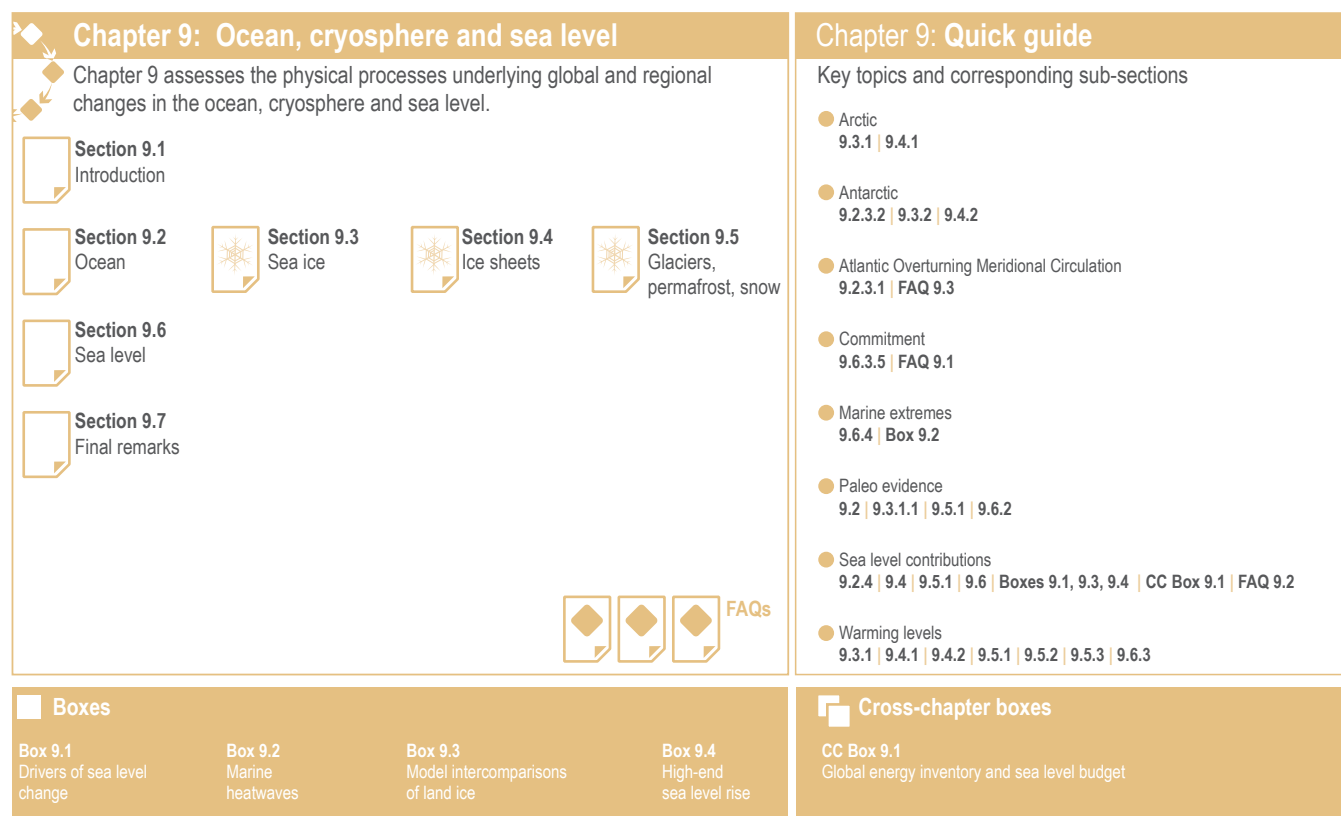 Chapter 9: Ocean, cryosphere and sea level
Chapter 9 assesses the physical processes underlying global and regional
changes in the ocean, cryosphere and sea level.
Section 9.1
Introduction
Section 9.2
Ocean
Section 9.3
Sea ice
Section 9.4
Ice sheets
Section 9.5
Glaciers,
permafrost, snow
Section 9.6
Sea level
Section 9.7
Final remarks
FAQs
Chapter 9: Quick guide
Key topics and corresponding sub-sections
Arctic
9.3.1 | 9.4.1
Antarctic
9.2.3.2 | 9.3.2 | 9.4.2
Atlantic Overturning Meridional Circulation
9.2.3.1 | FAQ 9.3
Commitment
9.6.3.5 | FAQ 9.1
Marine extremes
9.6.4 | Box 9.2
Paleo evidence
9.2 | 9.3.1.1 | 9.5.1 | 9.6.2
Sea level contributions
9.2.4 | 9.4 | 9.5.1 | 9.6 | Boxes 9.1, 9.3, 9.4 | CC Box 9.1 | FAQ 9.2
Warming levels
9.3.1 | 9.4.1 | 9.4.2 | 9.5.1 | 9.5.2 | 9.5.3 | 9.6.3
Boxes
Box 9.1
Drivers of sea level
change
Box 9.2
Marine
heatwaves
Box 9.3
Model intercomparisons
of land ice
Box 9.4
High-end
sea level rise
Cross-chapter boxes
CC Box 9.1
Global energy inventory and sea level budget